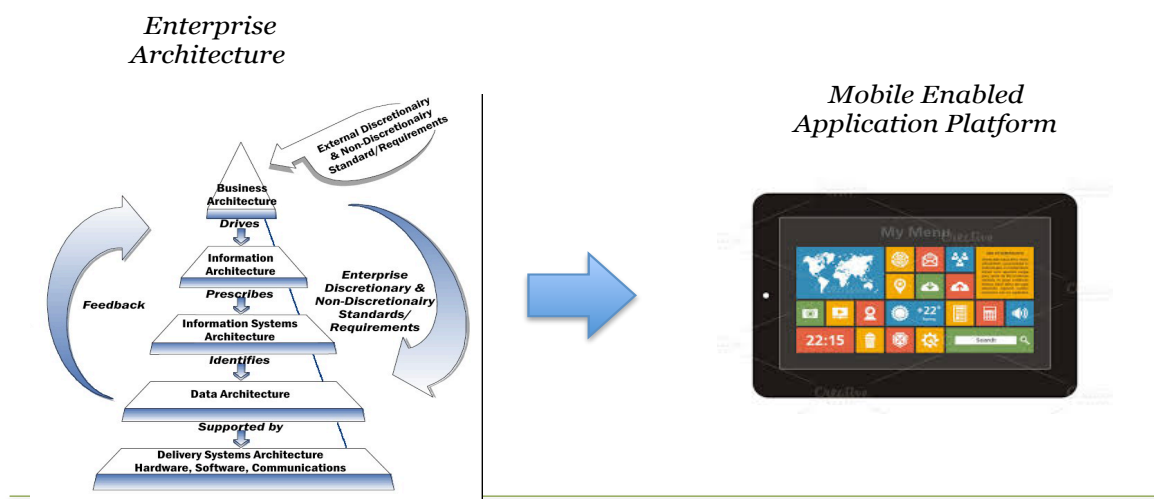 Enterprise
Architecture
External Discretionairy
& Non-Discretionairy
Standard/Requirements
Business
Architecture
Drives
Information
Architecture
Prescribes
Information Systems
Architecture
Identifies
Data Architecture
Supported by
Delivery Systems Architecture
Hardware, Software, Communications
Feedback
Enterprise
Discretionary &
Non-Discretionairy
Standards/
Requirements
Mobile Enabled
Application Platform
My Menu
+22°
22:15
Search